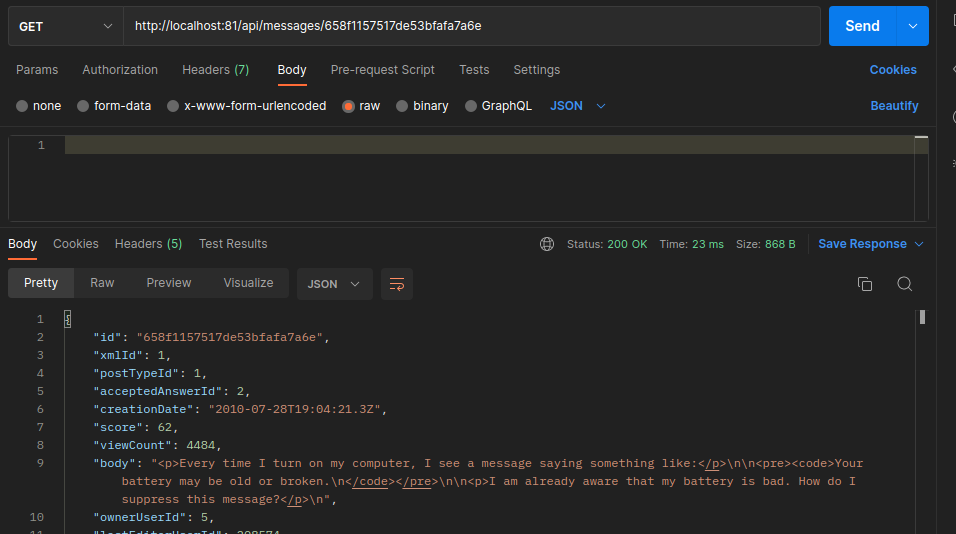 GET http://localhost:81/api/messages/658f1157517de53bfafa7a6e Send
Params Authorization Headers (7) Body Pre-request Script Tests Settings Cookies
none form-data x-www-form-urlencoded raw binary GraphQL JSON Beautify
1
Body Cookies Headers (5) Test Results Status: 200 OK Time: 23 ms Size: 868 B Save Response
Pretty Raw Preview Visualize JSON
1 {
2 "id": "658f1157517de53bfafa7a6e",
3 "xmlId": 1,
4 "postTypeId": 1,
5 "acceptedAnswerId": 2,
6 "creationDate": "2010-07-28T19:04:21.3Z",
7 "score": 62,
8 "viewCount": 4484,
9 "body": "<p>Every time I turn on my computer, I see a message saying something like:</p>\n\n<pre><code>Your
battery may be old or broken.\n</code></pre>\n\n<p>I am already aware that my battery is bad. How do I
suppress this message?</p>\n",
10 "ownerUserId": 5,